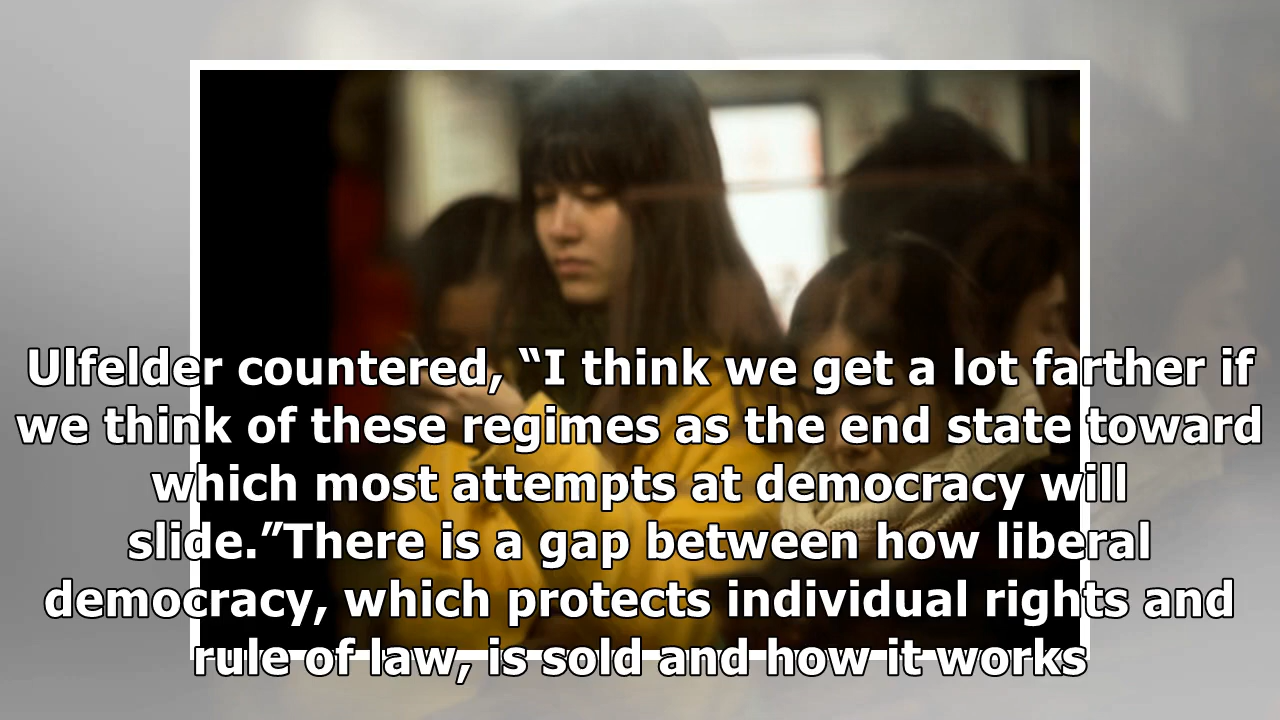 Ulfelder countered, “I think we get a lot farther if
we think of these regimes as the end state toward
which most attempts at democracy will
slide.”There is a gap between how liberal
democracy, which protects individual rights and
rule of law, is sold and how it works